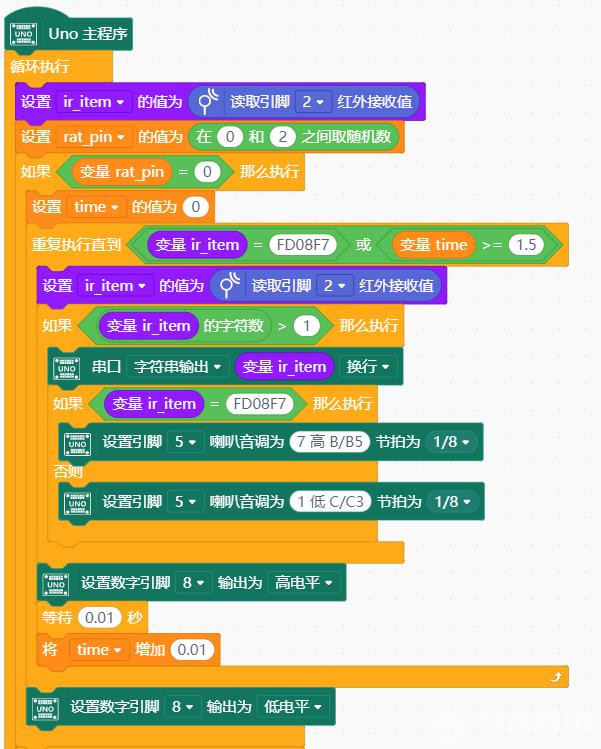 UNO Uno 主程序
循环执行
设置 ir_item 的值为 读取引脚 2 红外接收值
设置 rat_pin 的值为 在 0 和 2 之间取随机数
如果 变量 rat_pin = 0 那么执行
设置 time 的值为 0
重复执行直到 变量 ir_item = FD08F7 或 变量 time >= 1.5
设置 ir_item 的值为 读取引脚 2 红外接收值
如果 变量 ir_item 的字符数 > 1 那么执行
UNO 串口 字符串输出 变量 ir_item 换行
如果 变量 ir_item = FD08F7 那么执行
UNO 设置引脚 5 喇叭音调为 7 高 B/B5 节拍为 1/8
否则
UNO 设置引脚 5 喇叭音调为 1 低 C/C3 节拍为 1/8
UNO 设置数字引脚 8 输出为 高电平
等待 0.01 秒
将 time 增加 0.01
UNO 设置数字引脚 8 输出为 低电平